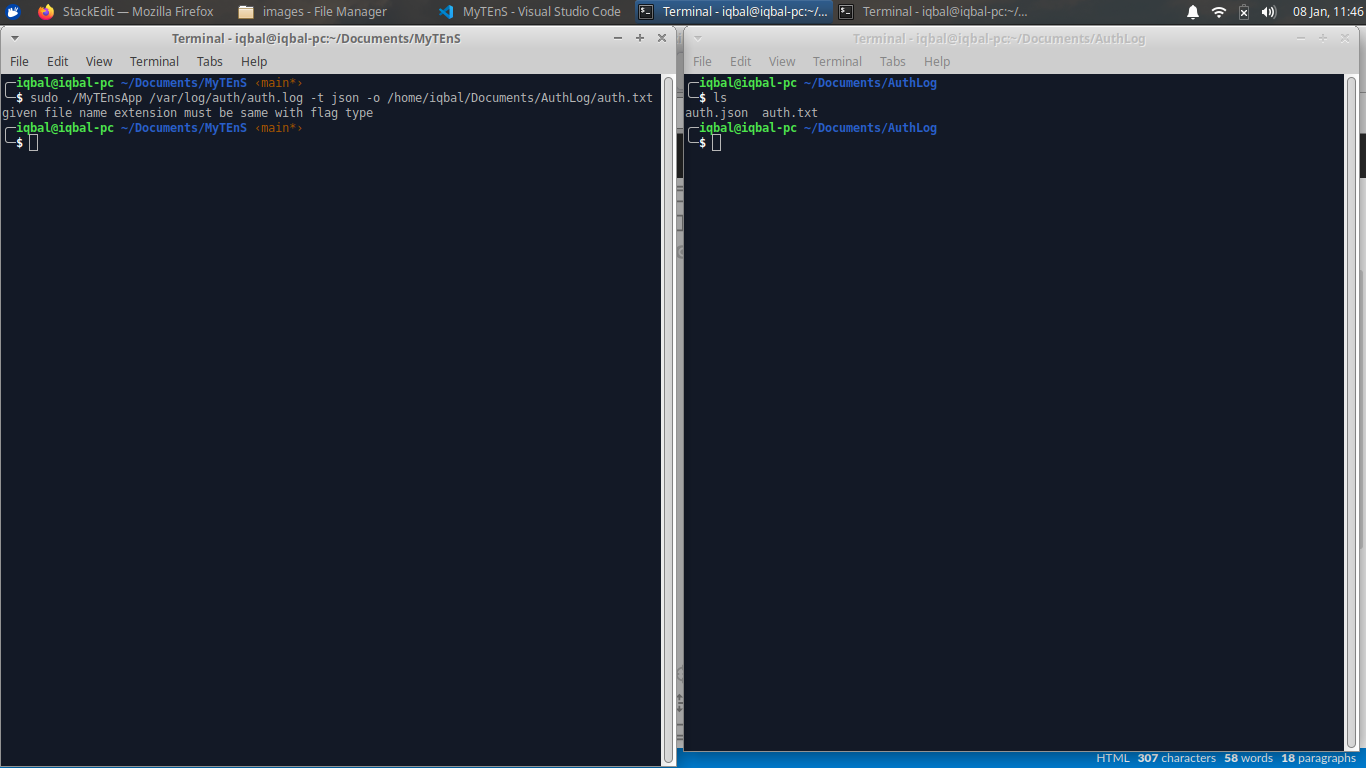 StackEdit — Mozilla Firefox images - File Manager MyTEnS - Visual Studio Code Terminal - iqbal@iqbal-pc:~/... Terminal - iqbal@iqbal-pc:~/... 08 Jan, 11:46
Terminal - iqbal@iqbal-pc:~/Documents/MyTEnS
File Edit View Terminal Tabs Help
iqbal@iqbal-pc ~/Documents/MyTEnS ‹main*›
$ sudo ./MyTEnsApp /var/log/auth/auth.log -t json -o /home/iqbal/Documents/AuthLog/auth.txt
given file name extension must be same with flag type
iqbal@iqbal-pc ~/Documents/MyTEnS ‹main*›
$
Terminal - iqbal@iqbal-pc:~/Documents/AuthLog
File Edit View Terminal Tabs Help
iqbal@iqbal-pc ~/Documents/AuthLog
$ ls
auth.json auth.txt
iqbal@iqbal-pc ~/Documents/AuthLog
$
HTML 307 characters 58 words 18 paragraphs